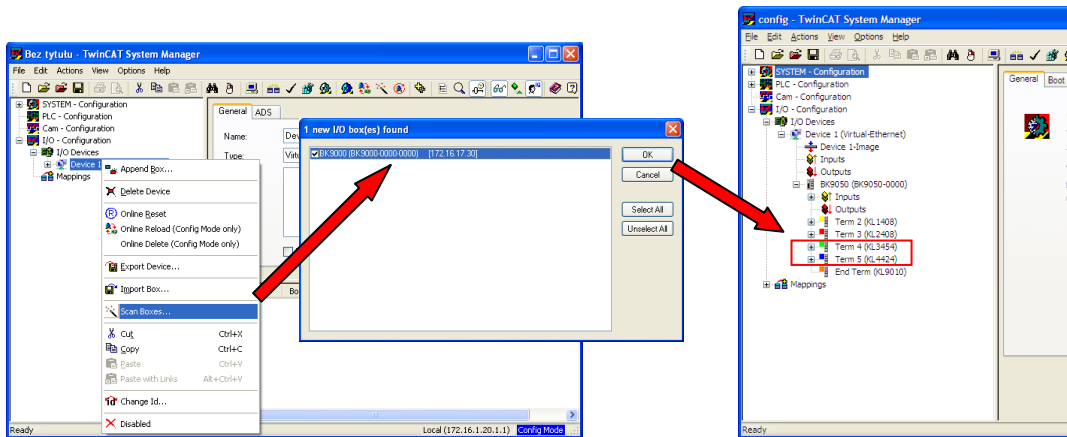 Bez tytułu - TwinCAT System Manager
File Edit Actions View Options Help
SYSTEM - Configuration
PLC - Configuration
Cam - Configuration
I/O - Configuration
I/O Devices
Device 1
Mappings
General ADS
Name: Dev
Type: Virtu
Bo
Append Box...
Delete Device
Online Reset
Online Reload (Config Mode only)
Online Delete (Config Mode only)
Export Device...
Import Box...
Scan Boxes...
Cut Ctrl+X
Copy Ctrl+C
Paste Ctrl+V
Paste with Links Alt+Ctrl+V
Change Id...
Disabled
Ready Local (172.16.1.20.1.1) Config Mode
1 new I/O box(es) found
BK9000 (BK9000-0000-0000) [172.16.17.30]
OK
Cancel
Select All
Unselect All
config - TwinCAT System Manager
File Edit Actions View Options Help
SYSTEM - Configuration
PLC - Configuration
Cam - Configuration
I/O - Configuration
I/O Devices
Device 1 (Virtual-Ethernet)
Device 1-Image
Inputs
Outputs
BK9050 (BK9050-0000)
Inputs
Outputs
Term 2 (KL1408)
Term 3 (KL2408)
Term 4 (KL3454)
Term 5 (KL4424)
End Term (KL9010)
Mappings
General Boot
Ready